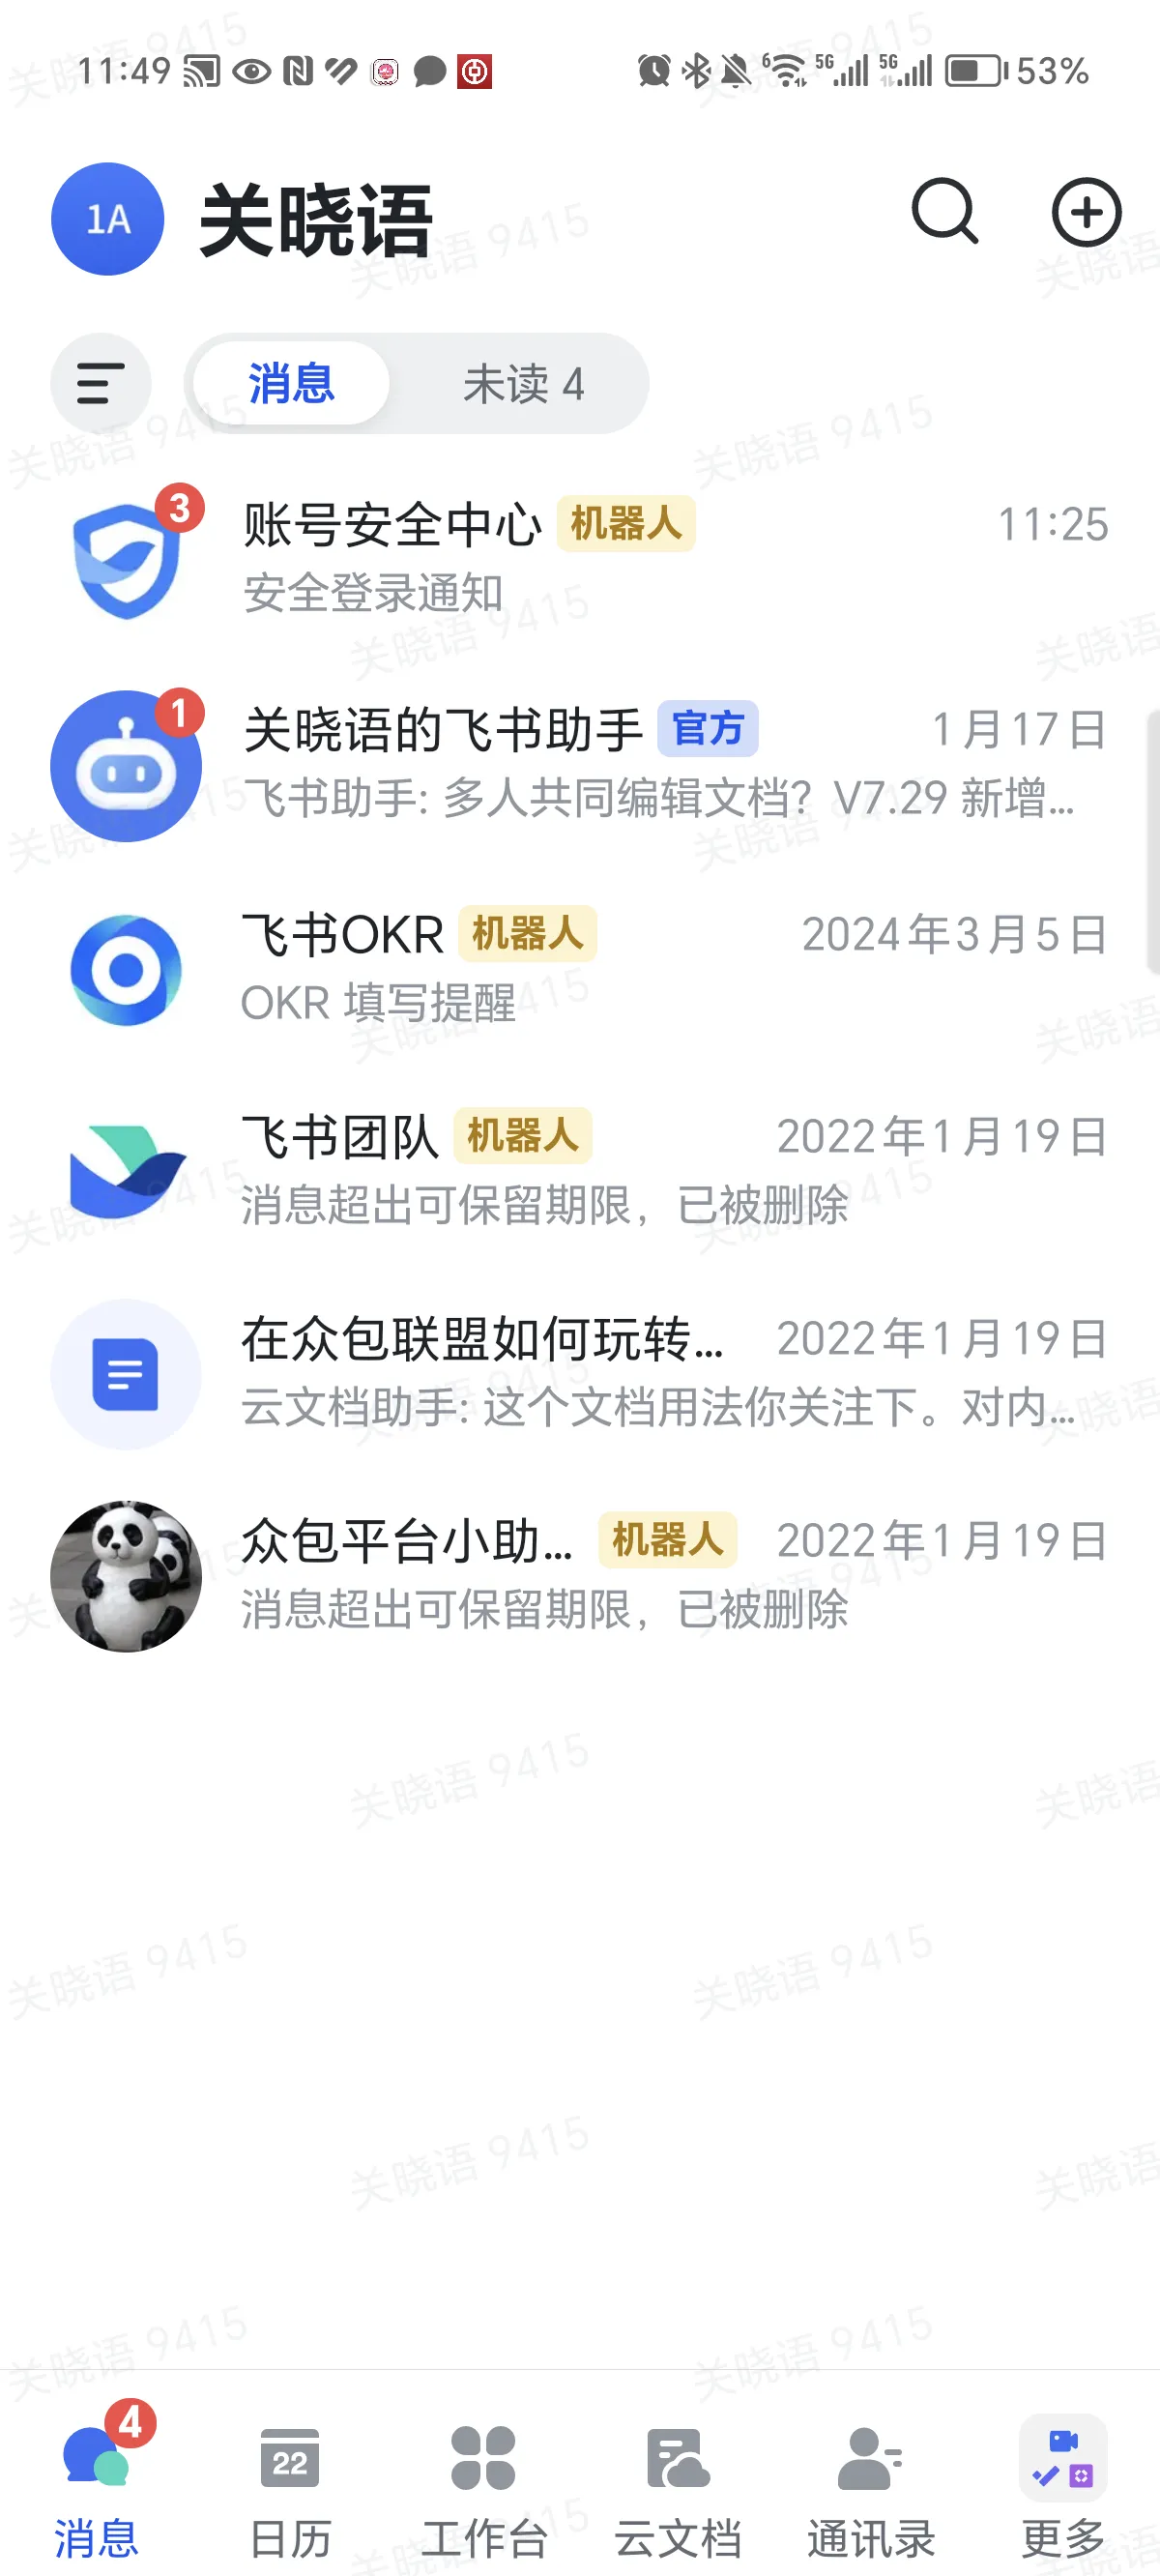 11:49
6 5G 5G 53%
1A 关晓语
消息 未读 4
3 账号安全中心 机器人 11:25
安全登录通知
1 关晓语的飞书助手 官方 1月17日
飞书助手: 多人共同编辑文档？V7.29 新增...
飞书OKR 机器人 2024年3月5日
OKR 填写提醒
飞书团队 机器人 2022年1月19日
消息超出可保留期限，已被删除
在众包联盟如何玩转... 2022年1月19日
云文档助手: 这个文档用法你关注下。对内...
众包平台小助... 机器人 2022年1月19日
消息超出可保留期限，已被删除
4 22
消息 日历 工作台 云文档 通讯录 更多
关晓语 9415